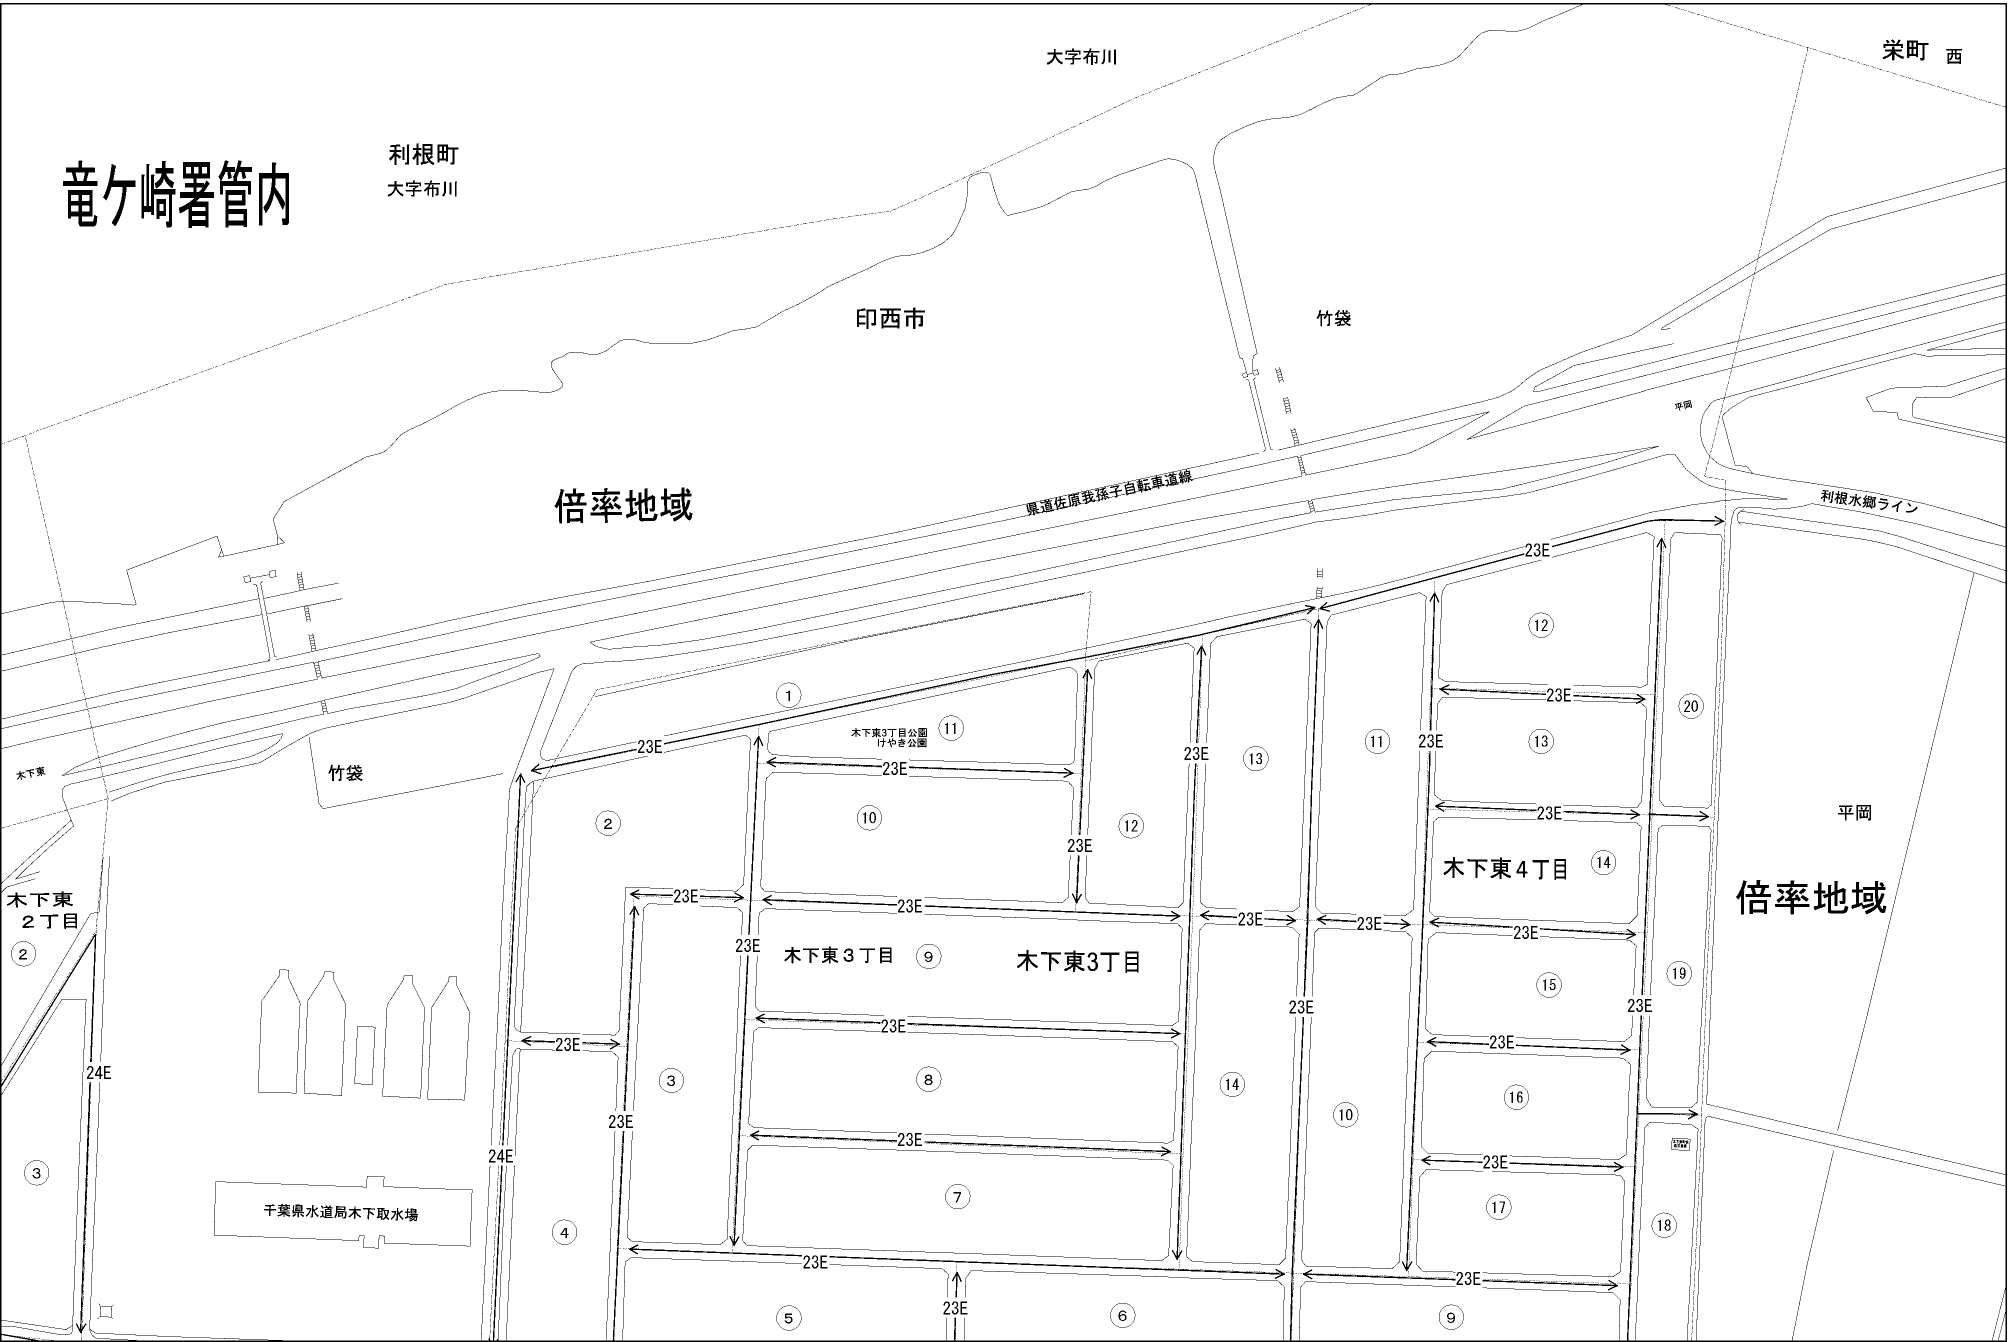 大字布川
栄町 西
利根町
大字布川
竜ケ崎署管内
印西市
竹袋
平岡
倍率地域
県道佐原我孫子自転車道線
利根水郷ライン
23E
12
1
23E
20
11
木下東3丁目公園
けやき公園
23E
11
13
23E
23E
13
23E
木下東
竹袋
23E
2
10
12
23E
23E
平岡
木下東4丁目
14
木下東
2丁目
2
23E
23E
23E
23E
23E
倍率地域
23E
木下東３丁目
9
木下東3丁目
15
19
23E
23E
23E
23E
23E
24E
3
8
14
10
16
23E
23E
24E
23E
3
7
17
18
千葉県水道局木下取水場
4
23E
23E
23E
5
6
9